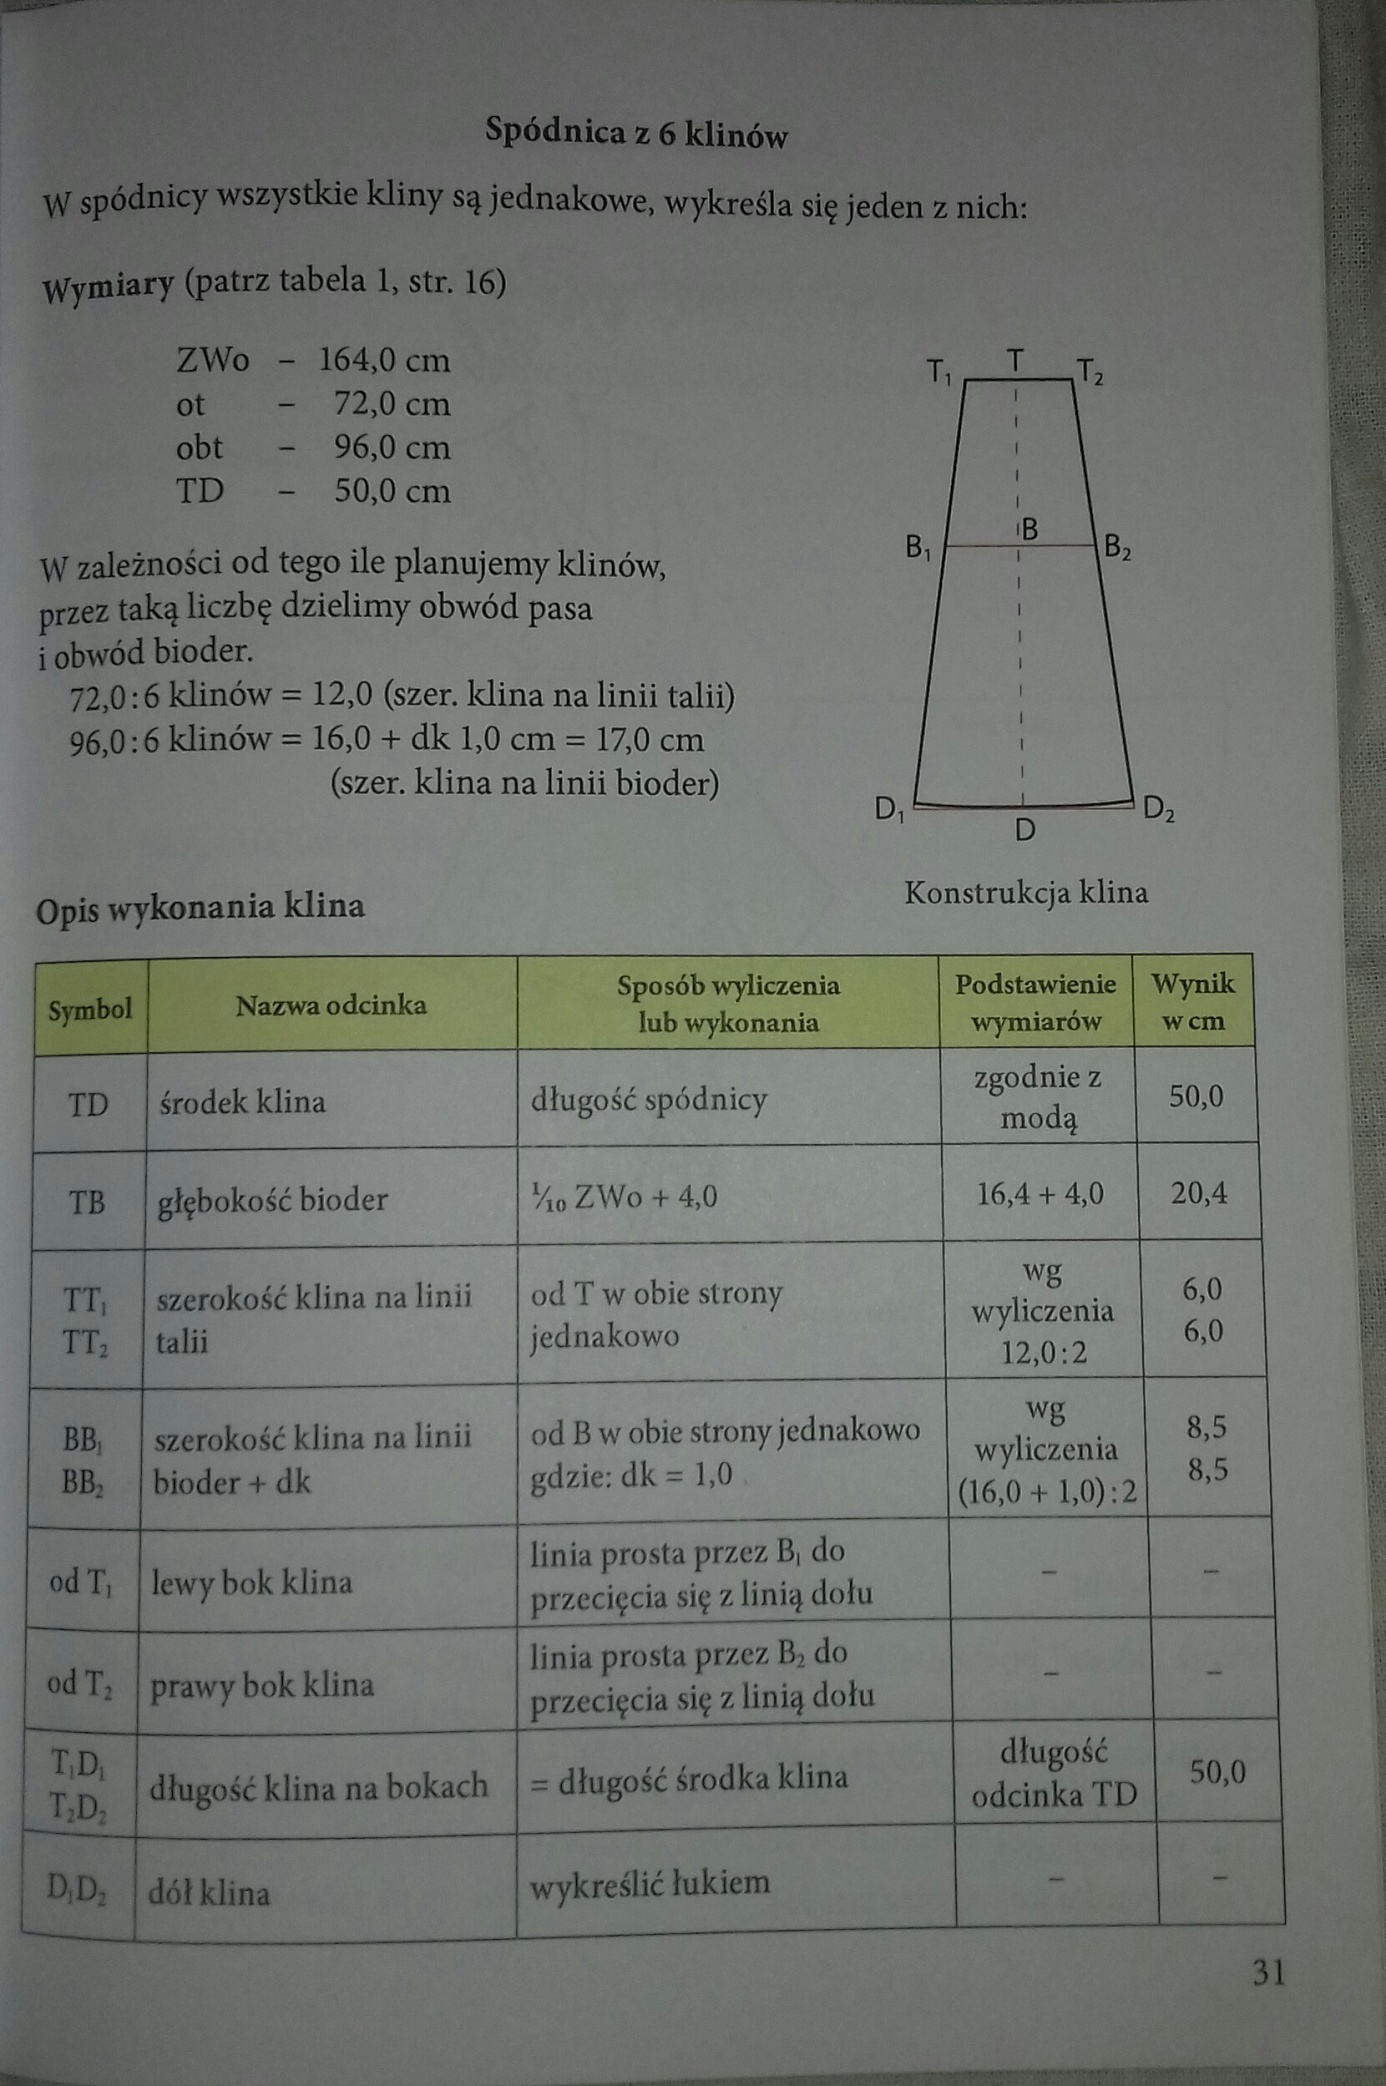 Spódnica z 6 klinów
W spódnicy wszystkie kliny są jednakowe, wykreśla się jeden z nich:
Wymiary (patrz tabela 1, str. 16)
ZWo – 164,0 cm
ot – 72,0 cm
obt – 96,0 cm
TD – 50,0 cm
W zależności od tego ile planujemy klinów,
przez taką liczbę dzielimy obwód pasa
i obwód bioder.
72,0 : 6 klinów = 12,0 (szer. klina na linii talii)
96,0 : 6 klinów = 16,0 + dk 1,0 cm = 17,0 cm
(szer. klina na linii bioder)
T₁ T T₂
B₁ B B₂
D₁ D D₂
Konstrukcja klina
Opis wykonania klina
Symbol
Nazwa odcinka
Sposób wyliczenia
lub wykonania
Podstawienie
wymiarów
Wynik
w cm
TD
środek klina
długość spódnicy
zgodnie z
modą
50,0
TB
głębokość bioder
¹⁄₁₀ ZWo + 4,0
16,4 + 4,0
20,4
TT₁
TT₂
szerokość klina na linii
talii
od T w obie strony
jednakowo
wg
wyliczenia
12,0 : 2
6,0
6,0
BB₁
BB₂
szerokość klina na linii
bioder + dk
od B w obie strony jednakowo
gdzie: dk = 1,0
wg
wyliczenia
(16,0 + 1,0) : 2
8,5
8,5
od T₁
lewy bok klina
linia prosta przez B₁ do
przecięcia się z linią dołu
–
–
od T₂
prawy bok klina
linia prosta przez B₂ do
przecięcia się z linią dołu
–
–
T₁D₁
T₂D₂
długość klina na bokach
= długość środka klina
długość
odcinka TD
50,0
D₁D₂
dół klina
wykreślić łukiem
–
–
31